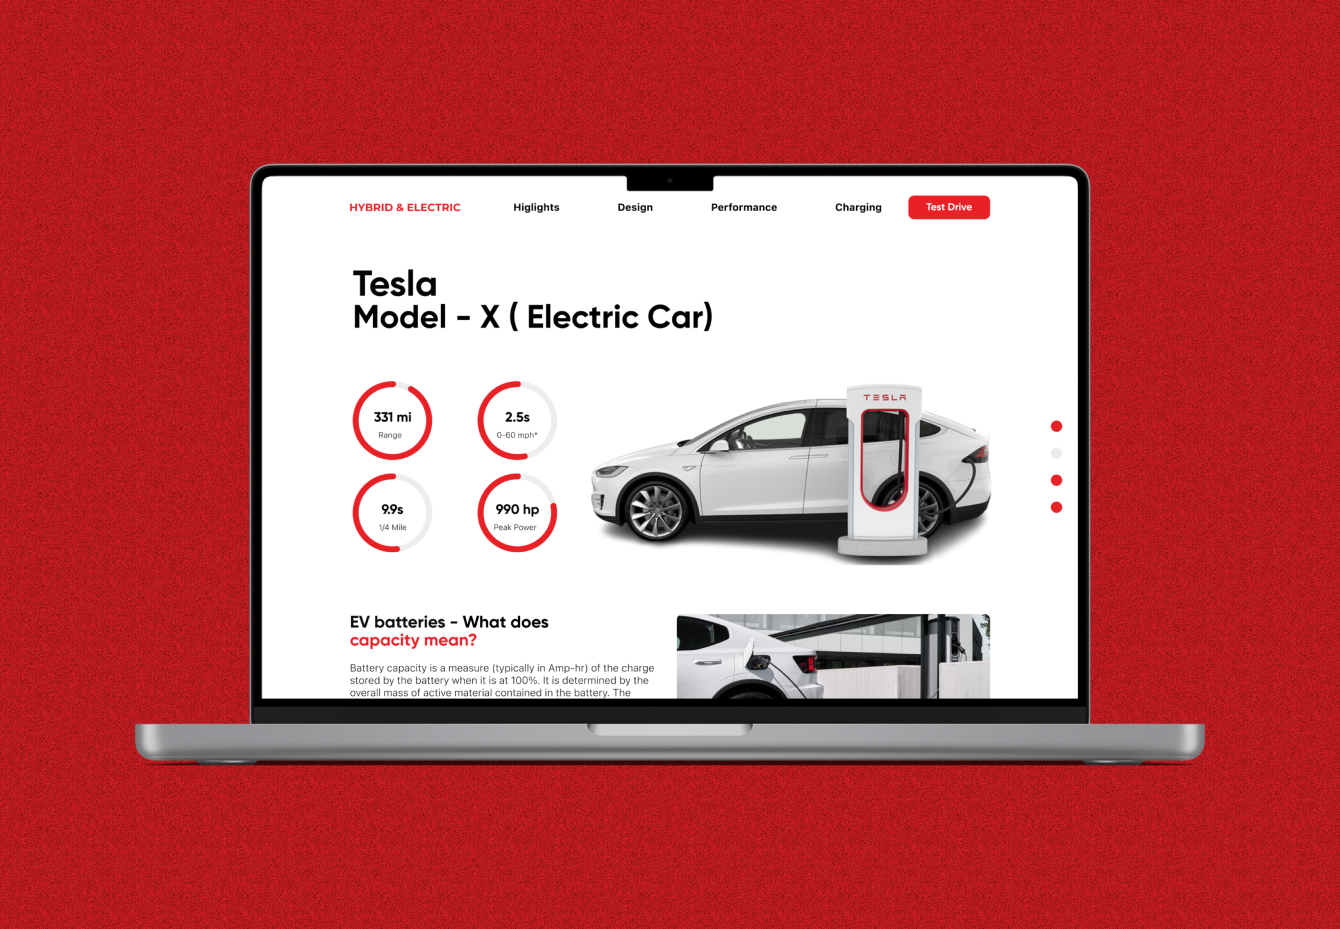 HYBRID & ELECTRIC Higlights Design Performance Charging Test Drive
Tesla
Model - X ( Electric Car)
331 mi
Range
2.5s
0-60 mph*
9.9s
1/4 Mile
990 hp
Peak Power
TESLA
EV batteries - What does
capacity mean?
Battery capacity is a measure (typically in Amp-hr) of the charge
stored by the battery when it is at 100%. It is determined by the
overall mass of active material contained in the battery. The